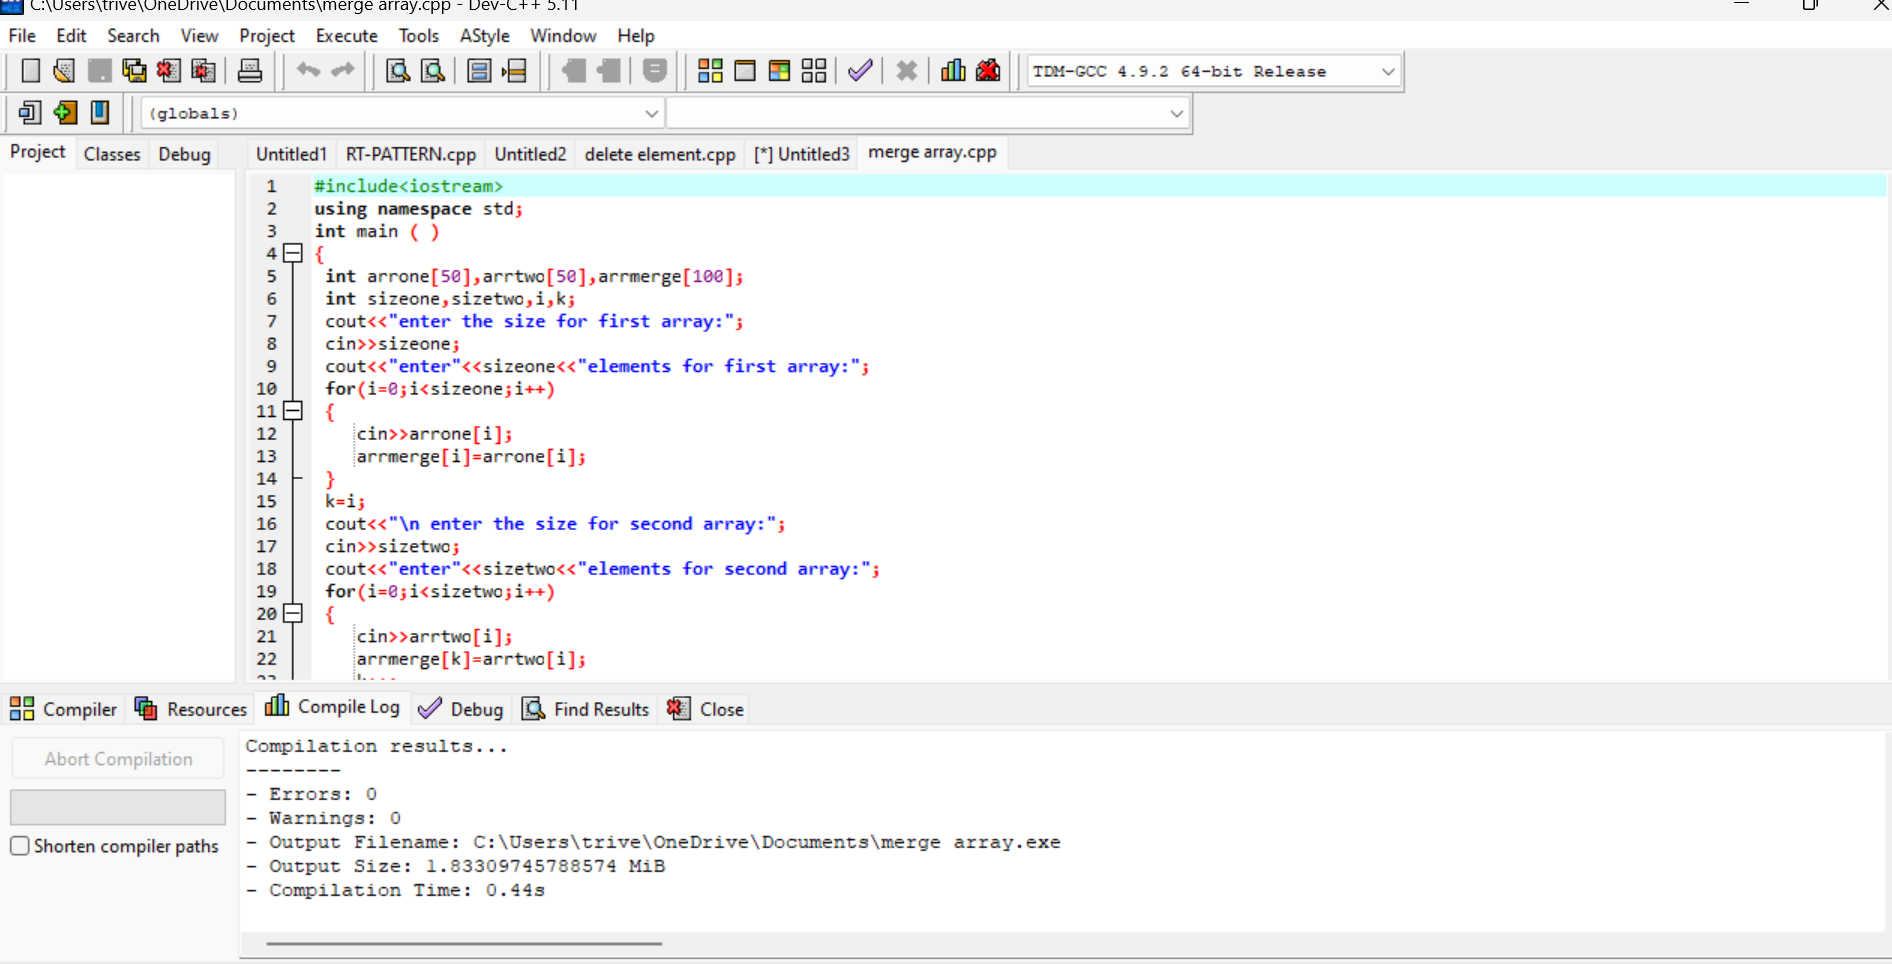 C:\Users\trive\OneDrive\Documents\merge array.cpp - Dev-C++ 5.11
File Edit Search View Project Execute Tools AStyle Window Help
TDM-GCC 4.9.2 64-bit Release
(globals)
Project Classes Debug
Untitled1 RT-PATTERN.cpp Untitled2 delete element.cpp [*] Untitled3 merge array.cpp
1 #include<iostream>
2 using namespace std;
3 int main ( )
4 {
5 int arrone[50],arrtwo[50],arrmerge[100];
6 int sizeone,sizetwo,i,k;
7 cout<<"enter the size for first array:";
8 cin>>sizeone;
9 cout<<"enter"<<sizeone<<"elements for first array:";
10 for(i=0;i<sizeone;i++)
11 {
12 cin>>arrone[i];
13 arrmerge[i]=arrone[i];
14 }
15 k=i;
16 cout<<"\n enter the size for second array:";
17 cin>>sizetwo;
18 cout<<"enter"<<sizetwo<<"elements for second array:";
19 for(i=0;i<sizetwo;i++)
20 {
21 cin>>arrtwo[i];
22 arrmerge[k]=arrtwo[i];
Compiler Resources Compile Log Debug Find Results Close
Abort Compilation
Shorten compiler paths
Compilation results...
--------
- Errors: 0
- Warnings: 0
- Output Filename: C:\Users\trive\OneDrive\Documents\merge array.exe
- Output Size: 1.83309745788574 MiB
- Compilation Time: 0.44s